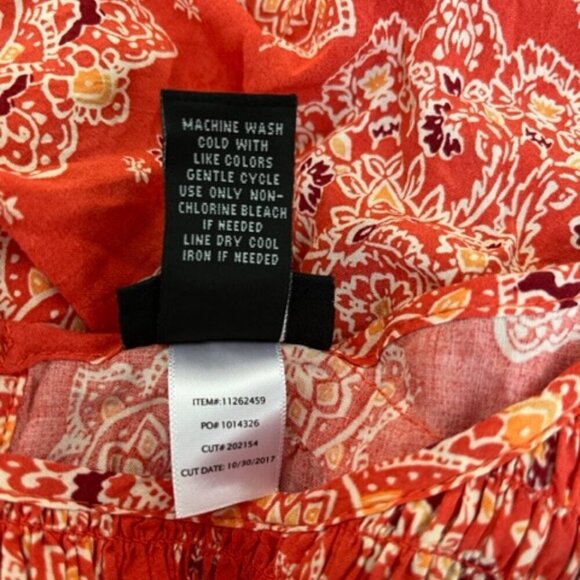 MACHINE WASH
COLD WITH
LIKE COLORS
GENTLE CYCLE
USE ONLY NON-
CHLORINE BLEACH
IF NEEDED
LINE DRY COOL
IRON IF NEEDED
ITEM#: 11262459
PO# 1014326
CUT# 202154
CUT DATE: 10/30/2017